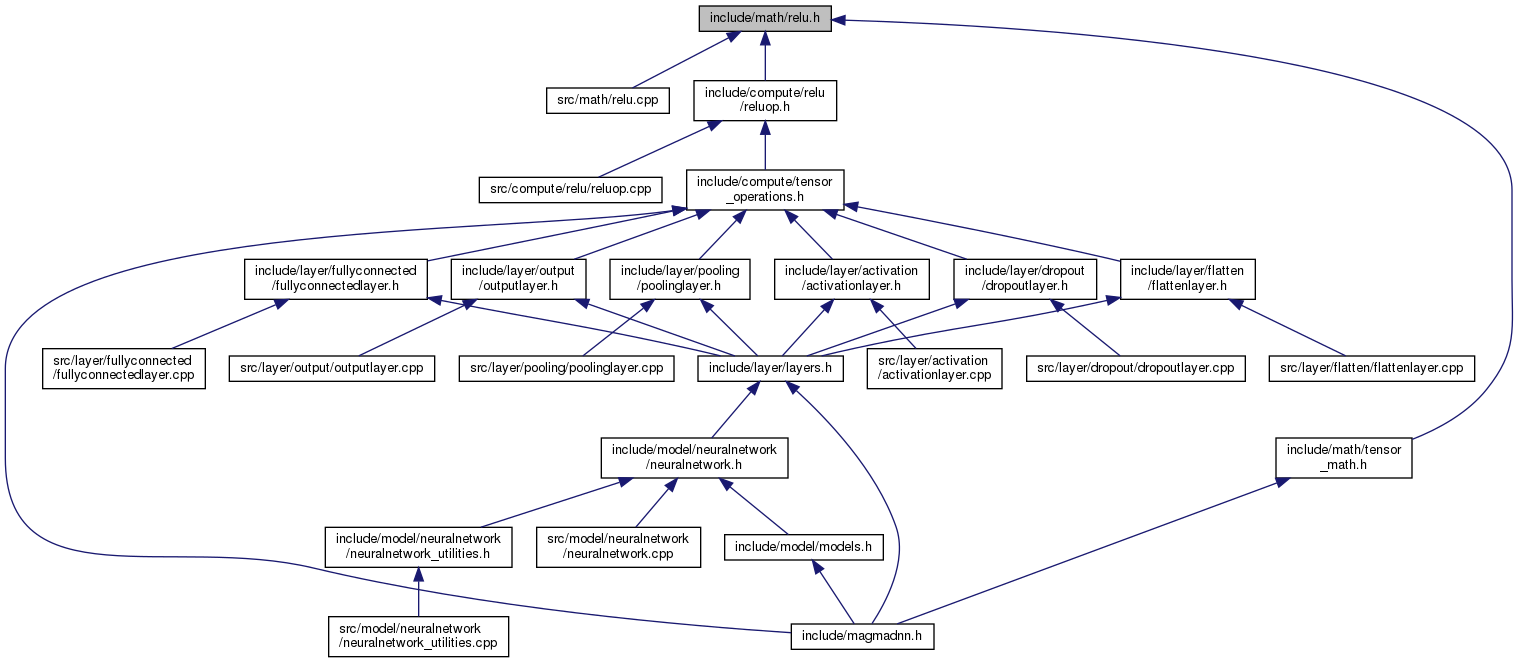 include/math/relu.h
src/math/relu.cpp
include/compute/relu
/reluop.h
src/compute/relu/reluop.cpp
include/compute/tensor
_operations.h
include/layer/fullyconnected
/fullyconnectedlayer.h
include/layer/output
/outputlayer.h
include/layer/pooling
/poolinglayer.h
include/layer/activation
/activationlayer.h
include/layer/dropout
/dropoutlayer.h
include/layer/flatten
/flattenlayer.h
src/layer/fullyconnected
/fullyconnectedlayer.cpp
src/layer/output/outputlayer.cpp
src/layer/pooling/poolinglayer.cpp
include/layer/layers.h
src/layer/activation
/activationlayer.cpp
src/layer/dropout/dropoutlayer.cpp
src/layer/flatten/flattenlayer.cpp
include/model/neuralnetwork
/neuralnetwork.h
include/math/tensor
_math.h
include/model/neuralnetwork
/neuralnetwork_utilities.h
src/model/neuralnetwork
/neuralnetwork.cpp
include/model/models.h
src/model/neuralnetwork
/neuralnetwork_utilities.cpp
include/magmadnn.h